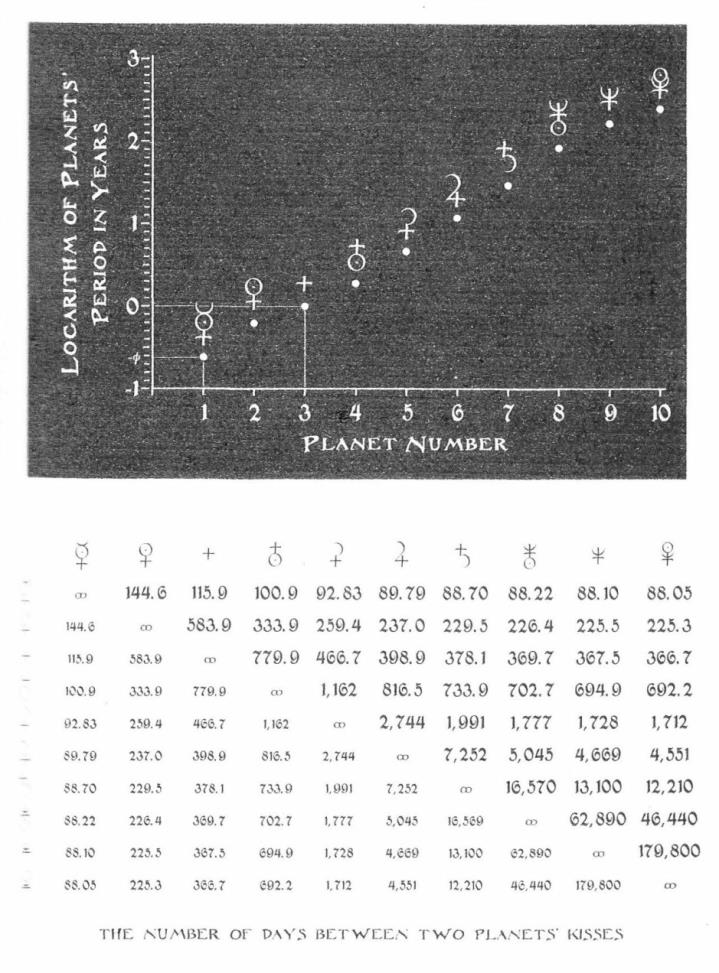 LOCARITHM OF PLANETS'
PERIOD IN YEARS
3
2
1
0
-ϕ
-1
1 2 3 4 5 6 7 8 9 10
PLANET NUMBER
☿ ♀ + ♁ ⚳ ♃ ♄ ♅ ♆ ♇
∞ 144.6 115.9 100.9 92.83 89.79 88.70 88.22 88.10 88.05
144.6 ∞ 583.9 333.9 259.4 237.0 229.5 226.4 225.5 225.3
115.9 583.9 ∞ 779.9 466.7 398.9 378.1 369.7 367.5 366.7
100.9 333.9 779.9 ∞ 1,162 816.5 733.9 702.7 694.9 692.2
92.83 259.4 466.7 1,162 ∞ 2,744 1,991 1,777 1,728 1,712
89.79 237.0 398.9 816.5 2,744 ∞ 7,252 5,045 4,669 4,551
88.70 229.5 378.1 733.9 1,991 7,252 ∞ 16,570 13,100 12,210
88.22 226.4 369.7 702.7 1,777 5,045 16,569 ∞ 62,890 46,440
88.10 225.5 367.5 694.9 1,728 4,669 13,100 62,890 ∞ 179,800
88.05 225.3 366.7 692.2 1,712 4,551 12,210 46,440 179,800 ∞
THE NUMBER OF DAYS BETWEEN TWO PLANETS' KISSES